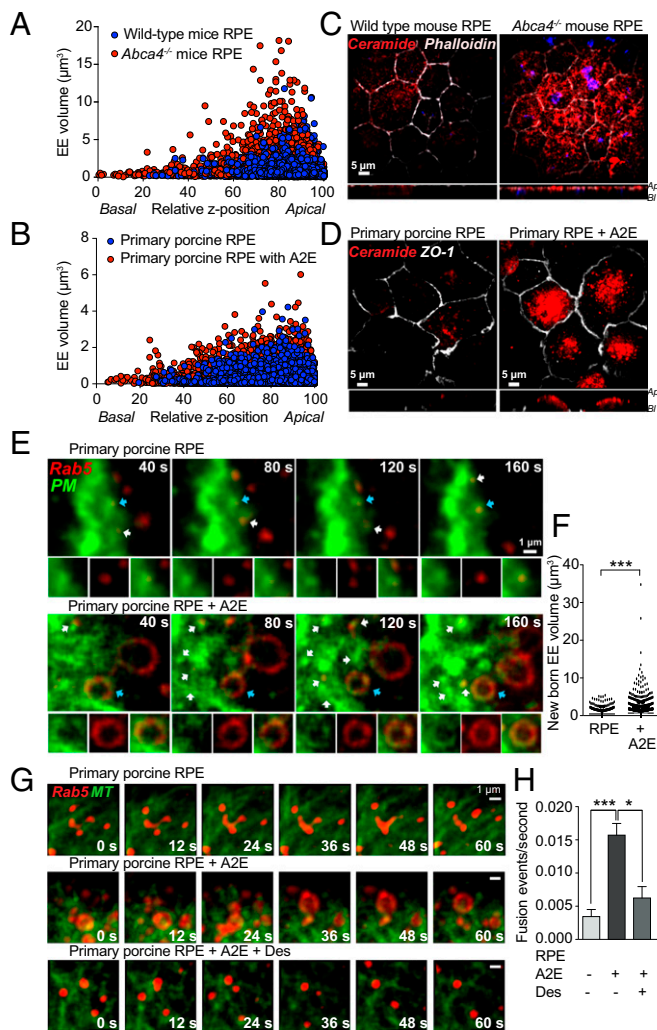 A
Wild-type mice RPE
Abca4-/- mice RPE
EE volume (µm³)
20
15
10
5
0
0 20 40 60 80 100
Basal Relative z-position Apical
B
Primary porcine RPE
Primary porcine RPE with A2E
EE volume (µm³)
8
6
4
2
0
0 20 40 60 80 100
Basal Relative z-position Apical
C
Wild type mouse RPE Abca4-/- mouse RPE
Ceramide Phalloidin
5 µm 5 µm
Ap
Bl
D
Primary porcine RPE Primary RPE + A2E
Ceramide ZO-1
5 µm 5 µm
Ap
Bl
E
Primary porcine RPE
Rab5
PM
40 s 80 s 120 s 160 s
1 µm
Primary porcine RPE + A2E
40 s 80 s 120 s 160 s
F
New born EE volume (µm³)
40
30
20
10
0
***
RPE + A2E
G
Primary porcine RPE
Rab5 MT
1 µm
0 s 12 s 24 s 36 s 48 s 60 s
Primary porcine RPE + A2E
0 s 12 s 24 s 36 s 48 s 60 s
Primary porcine RPE + A2E + Des
0 s 12 s 24 s 36 s 48 s 60 s
H
Fusion events/second
0.020
0.015
0.010
0.005
0.000
*** *
RPE
A2E - + +
Des - - +